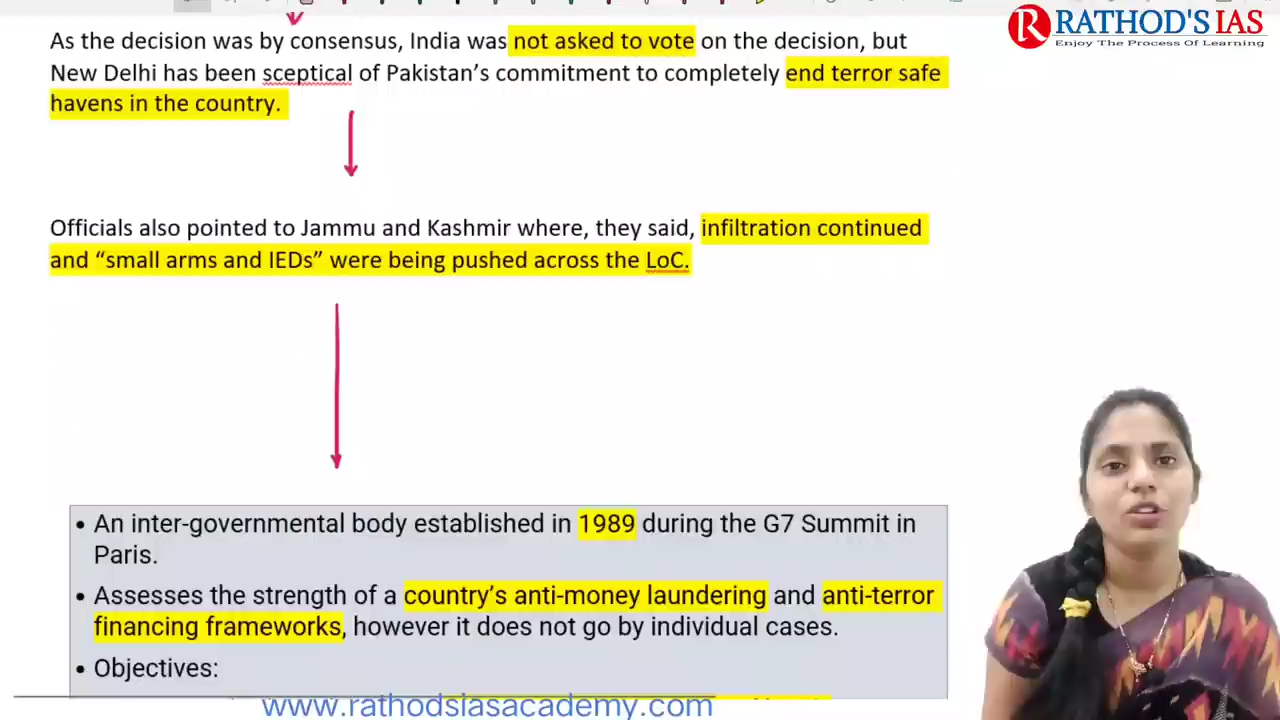 RATHOD'S IAS
Enjoy The Process Of Learning
As the decision was by consensus, India was not asked to vote on the decision, but
New Delhi has been sceptical of Pakistan’s commitment to completely end terror safe
havens in the country.
Officials also pointed to Jammu and Kashmir where, they said, infiltration continued
and “small arms and IEDs” were being pushed across the LoC.
• An inter-governmental body established in 1989 during the G7 Summit in
Paris.
• Assesses the strength of a country’s anti-money laundering and anti-terror
financing frameworks, however it does not go by individual cases.
• Objectives:
www.rathodsiasacademy.com